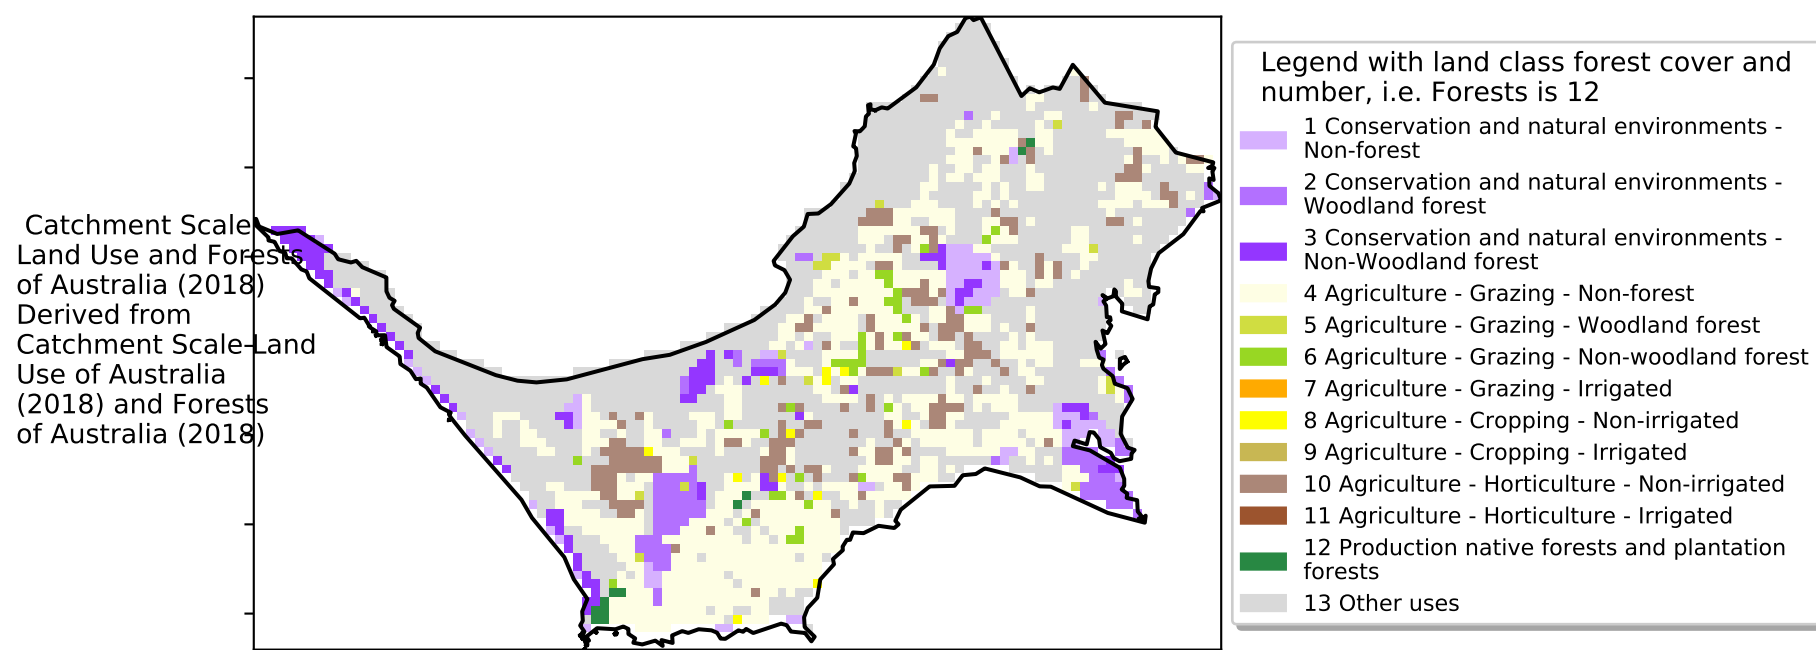 Catchment Scale
Land Use and Forests
of Australia (2018)
Derived from
Catchment Scale Land
Use of Australia
(2018) and Forests
of Australia (2018)
Legend with land class forest cover and
number, i.e. Forests is 12
1 Conservation and natural environments -
Non-forest
2 Conservation and natural environments -
Woodland forest
3 Conservation and natural environments -
Non-Woodland forest
4 Agriculture - Grazing - Non-forest
5 Agriculture - Grazing - Woodland forest
6 Agriculture - Grazing - Non-woodland forest
7 Agriculture - Grazing - Irrigated
8 Agriculture - Cropping - Non-irrigated
9 Agriculture - Cropping - Irrigated
10 Agriculture - Horticulture - Non-irrigated
11 Agriculture - Horticulture - Irrigated
12 Production native forests and plantation
forests
13 Other uses